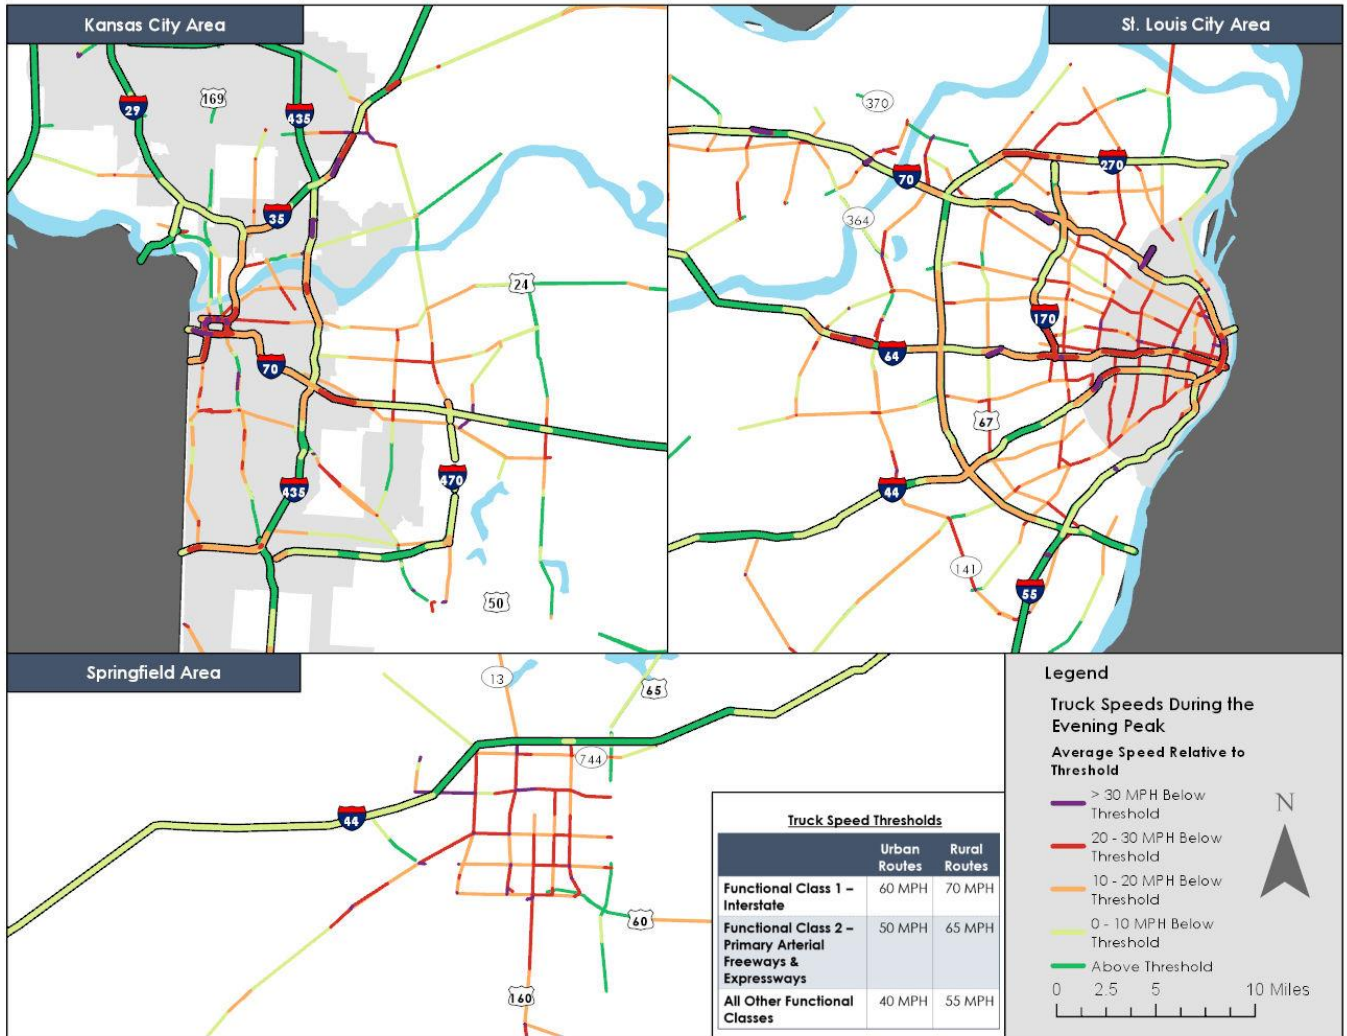 Kansas City Area
29
169
435
35
24
70
470
435
50
St. Louis City Area
370
270
70
364
170
64
67
44
141
55
Springfield Area
13
65
744
44
60
160
Truck Speed Thresholds
Urban Routes
Rural Routes
Functional Class 1 –
Interstate
60 MPH
70 MPH
Functional Class 2 –
Primary Arterial
Freeways &
Expressways
50 MPH
65 MPH
All Other Functional
Classes
40 MPH
55 MPH
Legend
Truck Speeds During the
Evening Peak
Average Speed Relative to
Threshold
> 30 MPH Below
Threshold
20 - 30 MPH Below
Threshold
10 - 20 MPH Below
Threshold
0 - 10 MPH Below
Threshold
Above Threshold
N
0 2.5 5 10 Miles